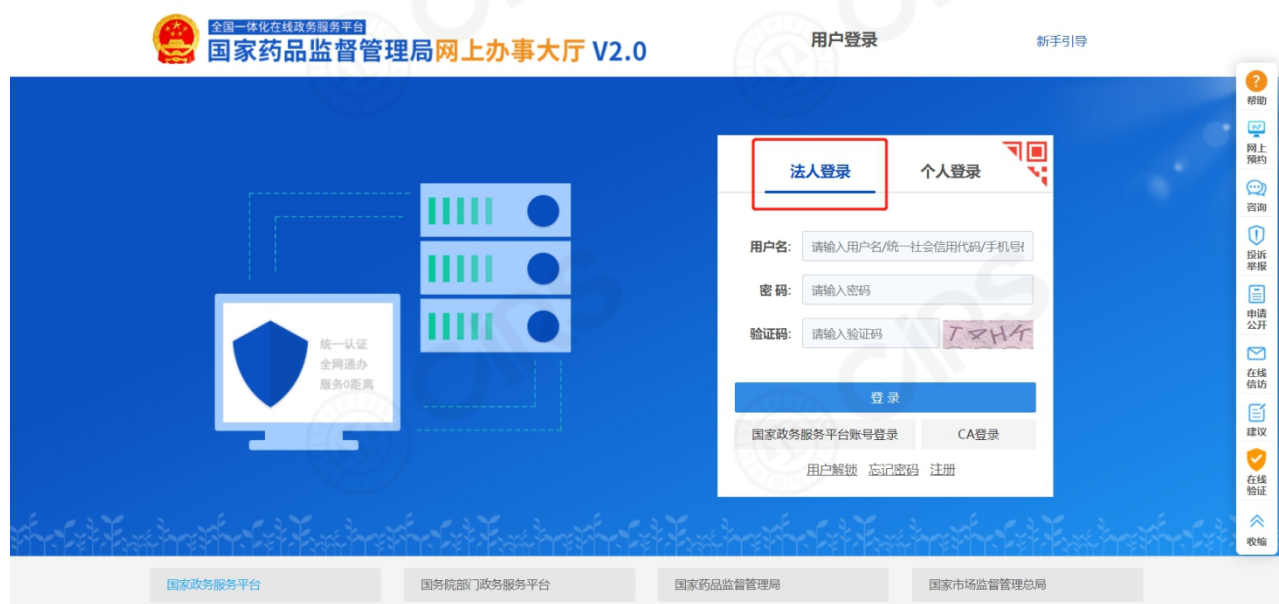 全国一体化在线政务服务平台
国家药品监督管理局网上办事大厅 V2.0
用户登录
新手引导
法人登录
个人登录
用户名:
请输入用户名/统一社会信用代码/手机号
密 码:
请输入密码
验证码:
请输入验证码
登 录
国家政务服务平台账号登录
CA登录
用户解锁 忘记密码 注册
统一认证
全网通办
服务0距离
帮助
网上
预约
咨询
投诉
举报
申请
公开
在线
信访
建议
在线
验证
收缩
国家政务服务平台
国务院部门政务服务平台
国家药品监督管理局
国家市场监督管理总局
CIPS